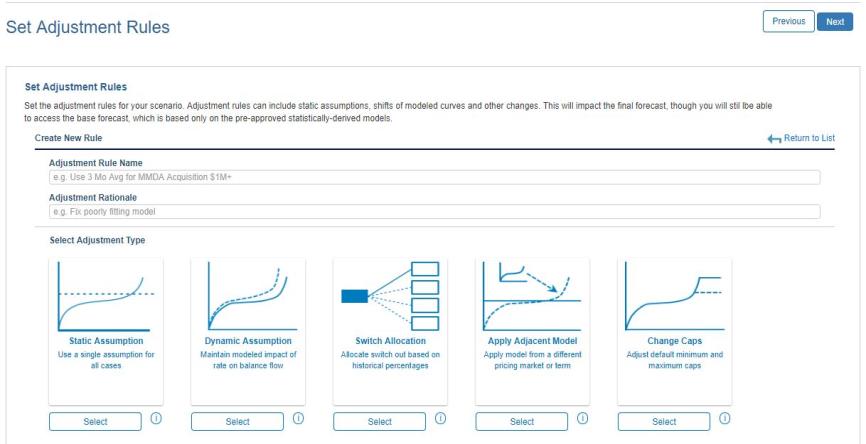 Set Adjustment Rules
Previous
Next
Set Adjustment Rules
Set the adjustment rules for your scenario. Adjustment rules can include static assumptions, shifts of modeled curves and other changes. This will impact the final forecast, though you will stil lbe able
to access the base forecast, which is based only on the pre-approved statistically-derived models.
Create New Rule
Return to List
Adjustment Rule Name
e.g. Use 3 Mo Avg for MMDA Acquisition $1M+
Adjustment Rationale
e.g. Fix poorly fitting model
Select Adjustment Type
Static Assumption
Use a single assumption for
all cases
Select
i
Dynamic Assumption
Maintain modeled impact of
rate on balance flow
Select
i
Switch Allocation
Allocate switch out based on
historical percentages
Select
i
Apply Adjacent Model
Apply model from a different
pricing market or term
Select
i
Change Caps
Adjust default minimum and
maximum caps
Select
i